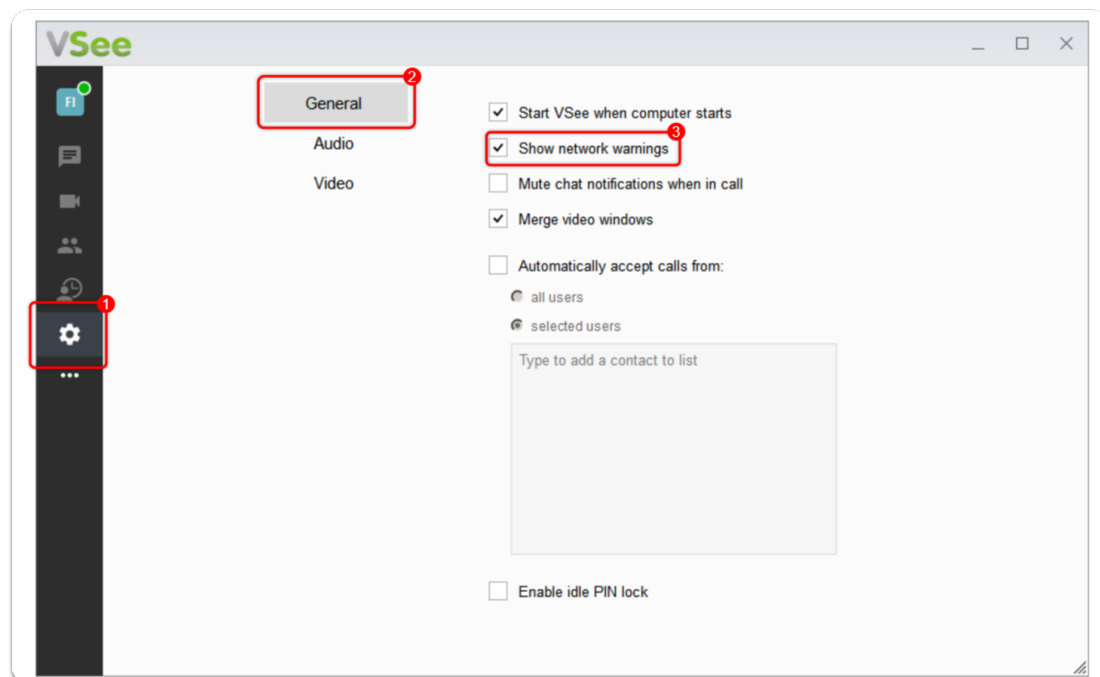 VSee
FI
1
2
General
Audio
Video
Start VSee when computer starts
3
Show network warnings
Mute chat notifications when in call
Merge video windows
Automatically accept calls from:
all users
selected users
Type to add a contact to list
Enable idle PIN lock